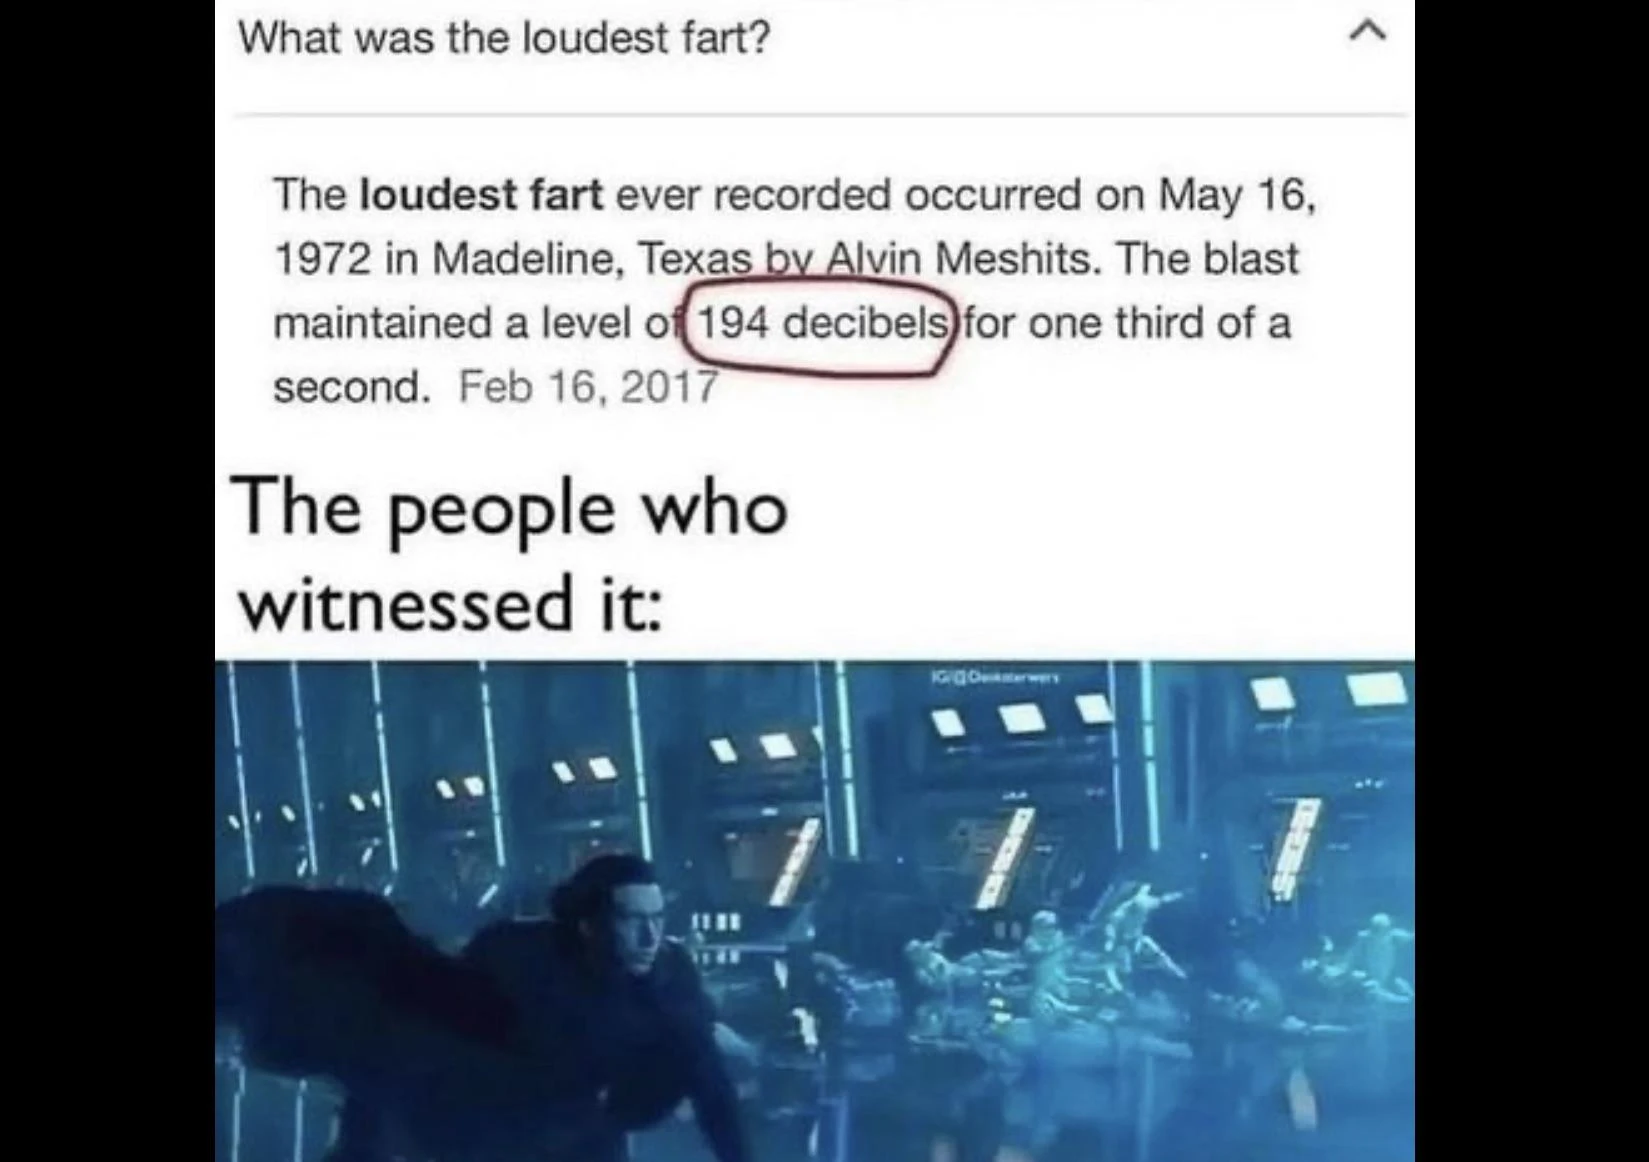 What was the loudest fart?
The loudest fart ever recorded occurred on May 16,
1972 in Madeline, Texas by Alvin Meshits. The blast
maintained a level of 194 decibels for one third of a
second. Feb 16, 2017
The people who
witnessed it: